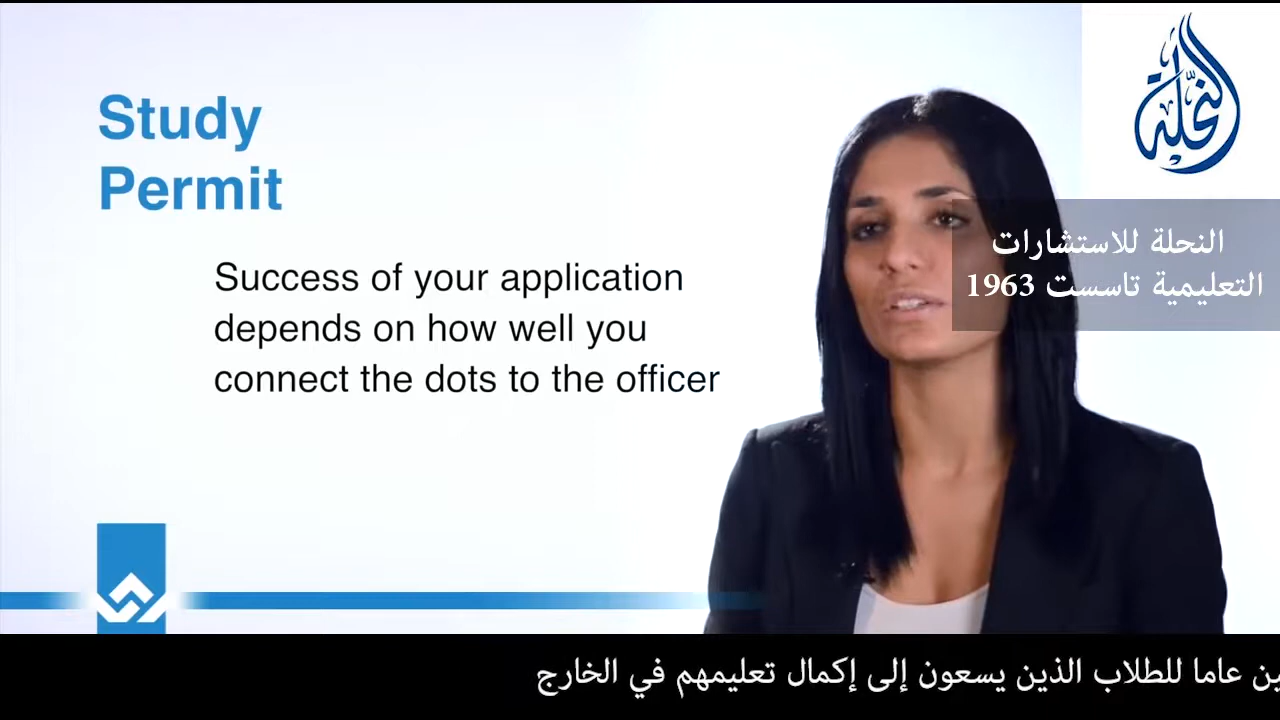 Study
Permit
Success of your application
depends on how well you
connect the dots to the officer
النحلة
النحلة للاستشارات
التعليمية تاسست 1963
عاما للطلاب الذين يسعون إلى إكمال تعليمهم في الخارج